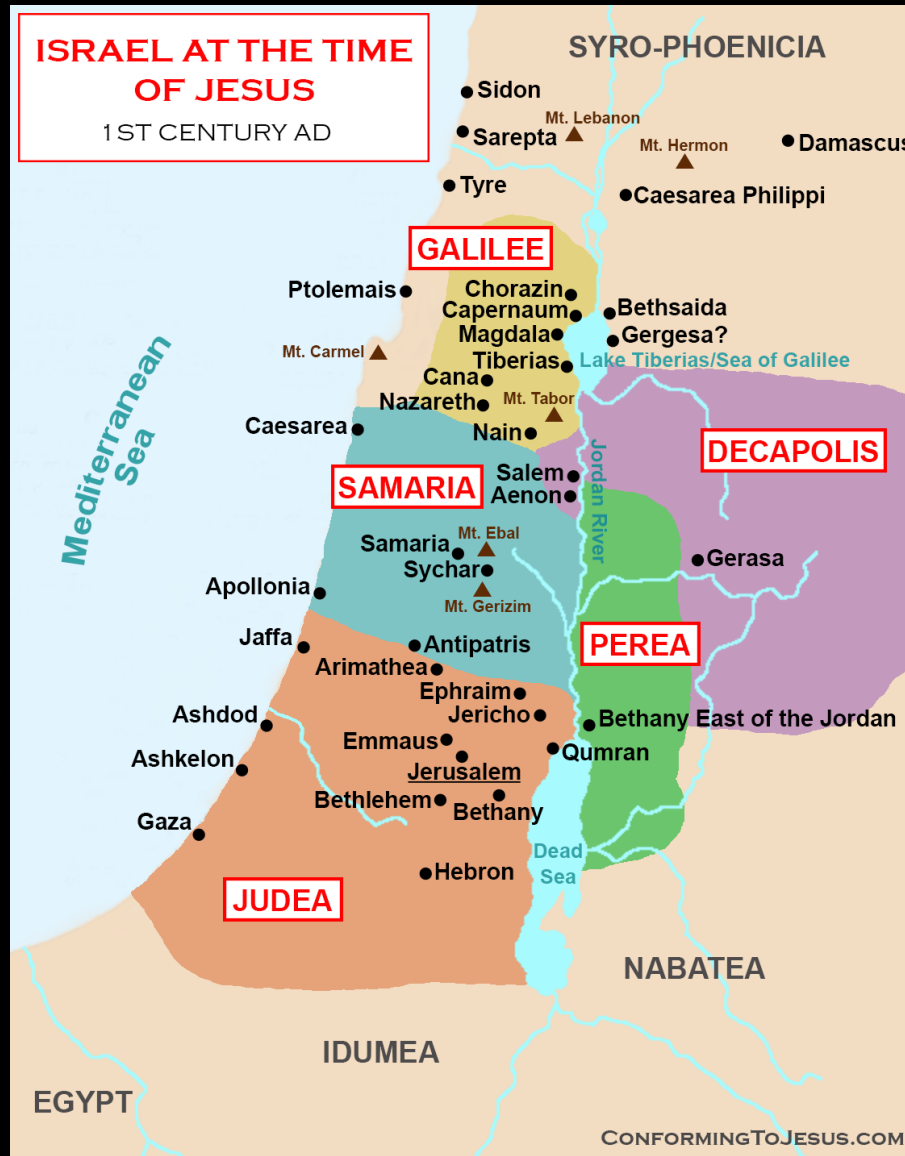 ISRAEL AT THE TIME
OF JESUS
1ST CENTURY AD
SYRO-PHOENICIA
Sidon
Mt. Lebanon
Sarepta
Mt. Hermon
Damascus
Tyre
Caesarea Philippi
GALILEE
Ptolemais
Chorazin
Capernaum
Bethsaida
Magdala
Gergesa?
Mt. Carmel
Tiberias
Lake Tiberias/Sea of Galilee
Cana
Nazareth
Mt. Tabor
Caesarea
Nain
Mediterranean
Sea
Jordan River
DECAPOLIS
Salem
SAMARIA
Aenon
Mt. Ebal
Samaria
Sychar
Gerasa
Mt. Gerizim
Apollonia
Jaffa
Antipatris
PEREA
Arimathea
Ephraim
Ashdod
Jericho
Bethany East of the Jordan
Emmaus
Qumran
Ashkelon
Jerusalem
Bethlehem
Bethany
Gaza
Dead
Sea
Hebron
JUDEA
NABATEA
IDUMEA
EGYPT
CONFORMINGTOJESUS.COM